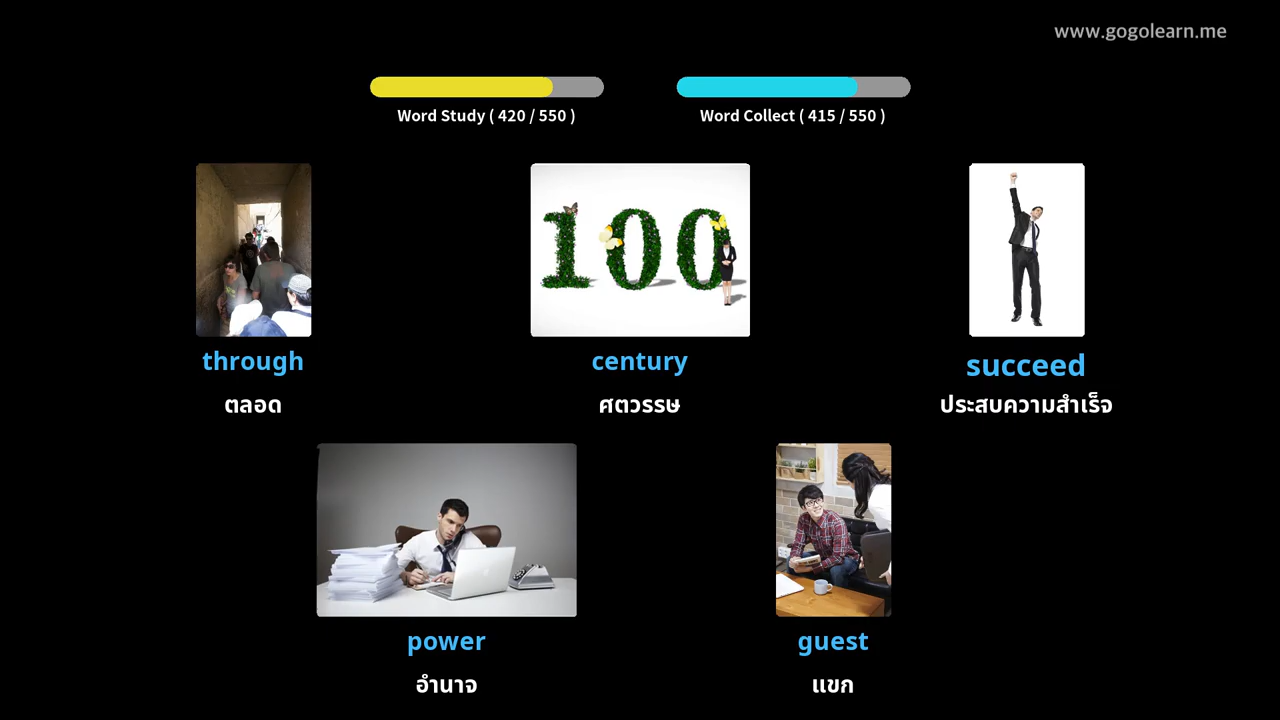 www.gogolearn.me
Word Study ( 420 / 550 )
Word Collect ( 415 / 550 )
100
through
century
succeed
ตลอด
ศตวรรษ
ประสบความสำเร็จ
power
guest
อำนาจ
แขก